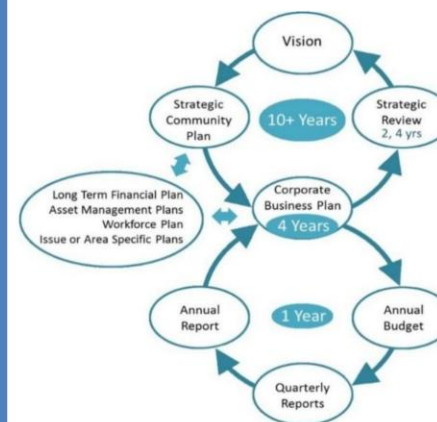 Vision
Strategic
Community
Plan
10+ Years
Strategic
Review
2, 4 yrs
Long Term Financial Plan
Asset Management Plans
Workforce Plan
Issue or Area Specific Plans
Corporate
Business Plan
4 Years
Annual
Report
1 Year
Annual
Budget
Quarterly
Reports